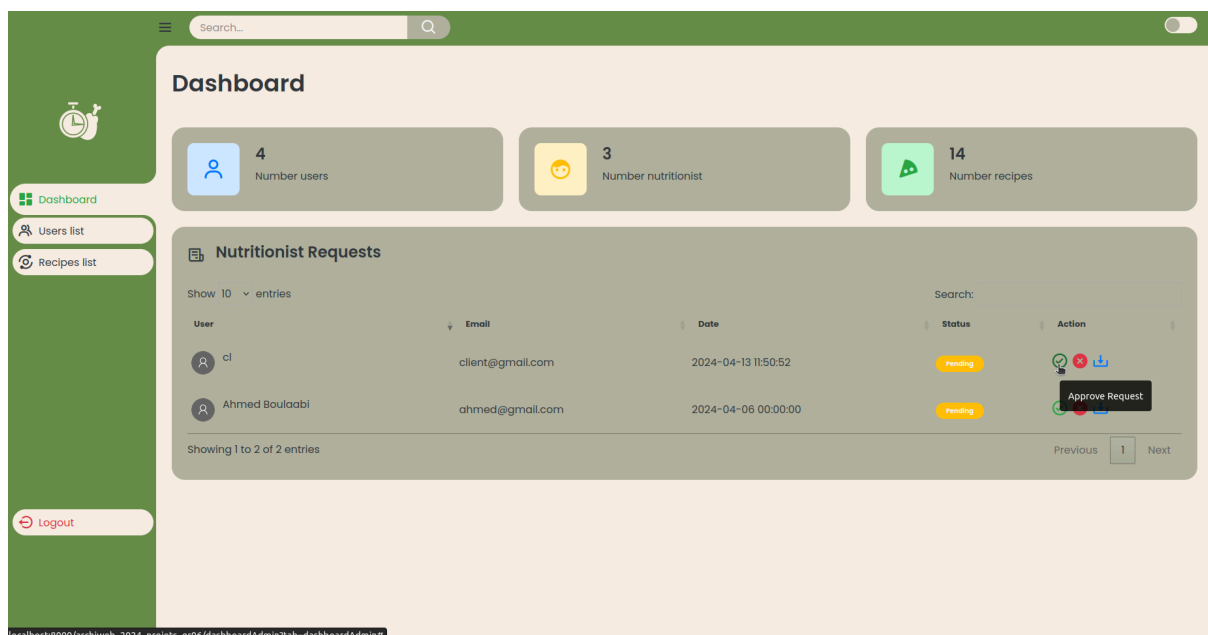 Search...
Dashboard
4
Number users
3
Number nutritionist
14
Number recipes
Dashboard
Users list
Recipes list
Logout
Nutritionist Requests
Show 10 entries
Search:
User Email Date Status Action
cl client@gmail.com 2024-04-13 11:50:52 Pending
Approve Request
Ahmed Boulaabi ahmed@gmail.com 2024-04-06 00:00:00 Pending
Showing 1 to 2 of 2 entries
Previous 1 Next